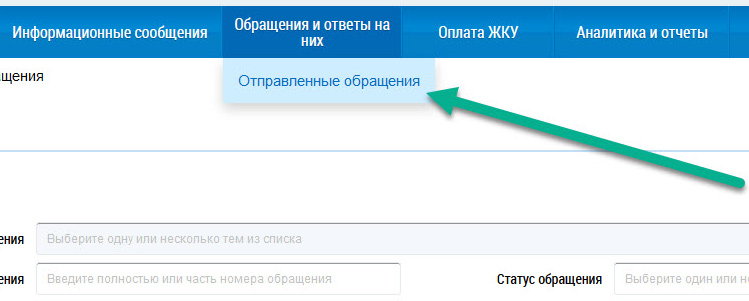 Информационные сообщения
Обращения и ответы на
них
Оплата ЖКУ
Аналитика и отчеты
ащения
Отправленные обращения
ения Выберите одну или несколько тем из списка
ения Введите полностью или часть номера обращения Статус обращения Выберите один или н